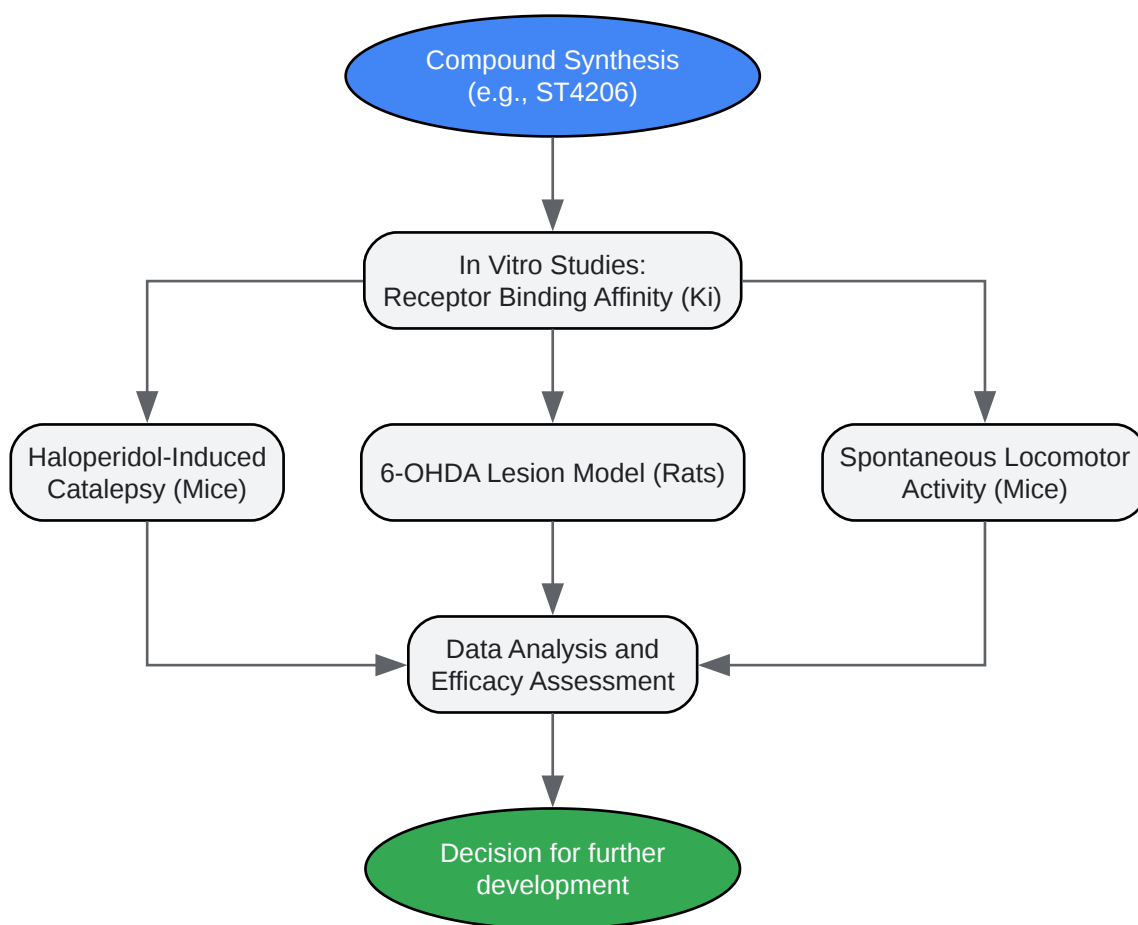 Compound Synthesis
(e.g., ST4206)
In Vitro Studies:
Receptor Binding Affinity (Ki)
Haloperidol-Induced
Catalepsy (Mice)
6-OHDA Lesion Model (Rats)
Spontaneous Locomotor
Activity (Mice)
Data Analysis and
Efficacy Assessment
Decision for further
development